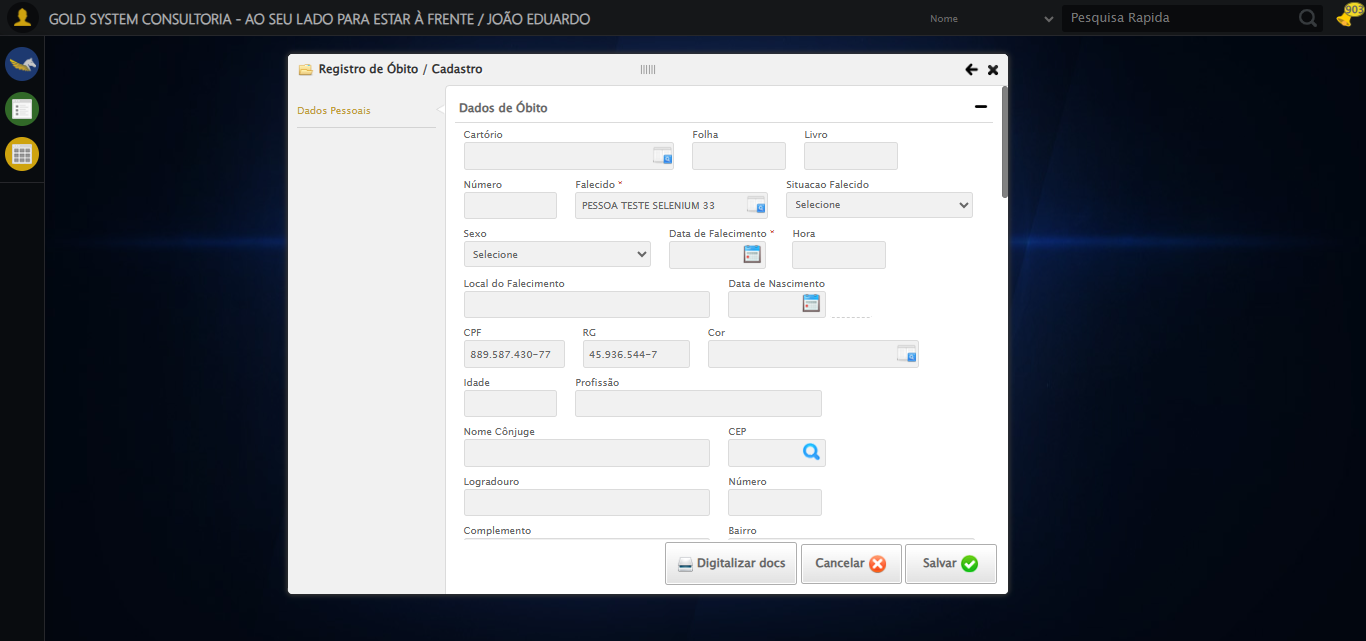 GOLD SYSTEM CONSULTORIA - AO SEU LADO PARA ESTAR À FRENTE / JOÃO EDUARDO
Nome
Pesquisa Rapida
903
Registro de Óbito / Cadastro
Dados Pessoais
Dados de Óbito
Cartório Folha Livro
Número Falecido * Situacao Falecido
PESSOA TESTE SELENIUM 33 Selecione
Sexo Data de Falecimento * Hora
Selecione
Local do Falecimento Data de Nascimento
CPF RG Cor
889.587.430-77 45.936.544-7
Idade Profissão
Nome Cônjuge CEP
Logradouro Número
Complemento Bairro
Digitalizar docs Cancelar Salvar